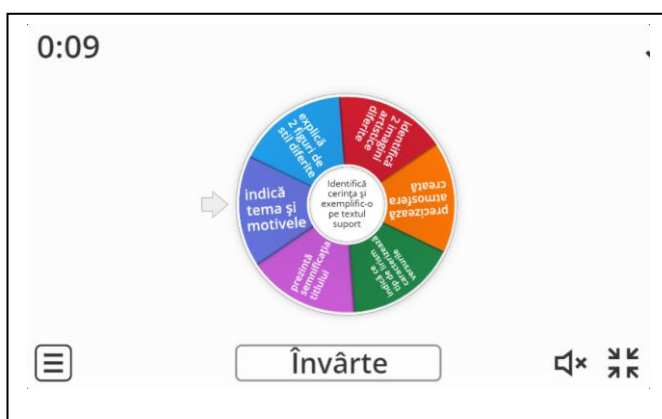 0:09
explică
2 figuri de
stil diferite
identifică
2 imagini
artistice
diferite
precizează
atmosfera
creată
indică ce
tip de lirism
caracterizează
versurile
prezintă
semnificația
titlului
indică
tema și
motivele
Identifică
cerința și
exemplific-o
pe textul
suport
Învârte